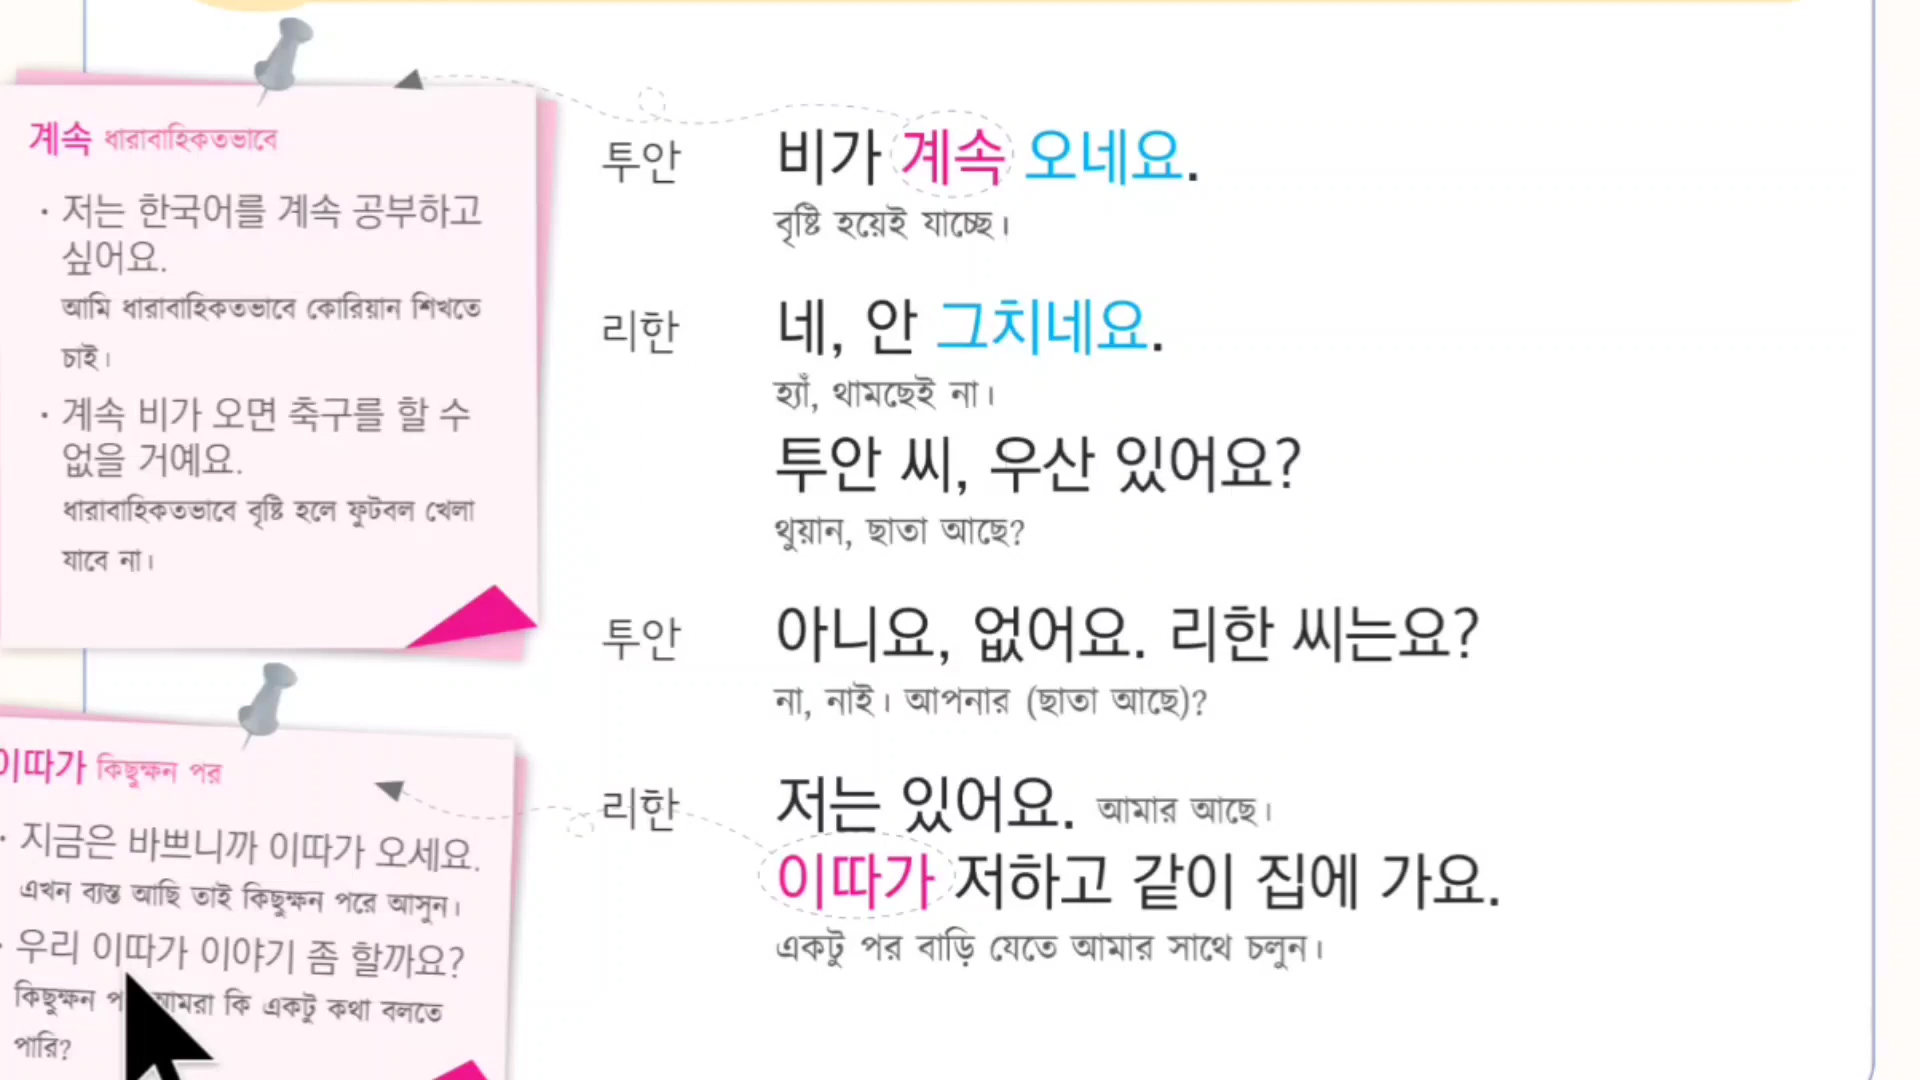 계속 ধারাবাহিকতভাবে
· 저는 한국어를 계속 공부하고
싶어요.
আমি ধারাবাহিকতভাবে কোরিয়ান শিখতে
চাই।
· 계속 비가 오면 축구를 할 수
없을 거예요.
ধারাবাহিকতভাবে বৃষ্টি হলে ফুটবল খেলা
যাবে না।
이따가 কিছুক্ষন পর
· 지금은 바쁘니까 이따가 오세요.
এখন ব্যস্ত আছি তাই কিছুক্ষন পরে আসুন।
· 우리 이따가 이야기 좀 할까요?
কিছুক্ষন আমরা কি একটু কথা বলতে
পারি?
투안 비가 계속 오네요.
বৃষ্টি হয়েই যাচ্ছে।
리한 네, 안 그치네요.
হ্যাঁ, থামছেই না।
투안 씨, 우산 있어요?
থুয়ান, ছাতা আছে?
투안 아니요, 없어요. 리한 씨는요?
না, নাই। আপনার (ছাতা আছে)?
리한 저는 있어요. আমার আছে।
이따가 저하고 같이 집에 가요.
একটু পর বাড়ি যেতে আমার সাথে চলুন।